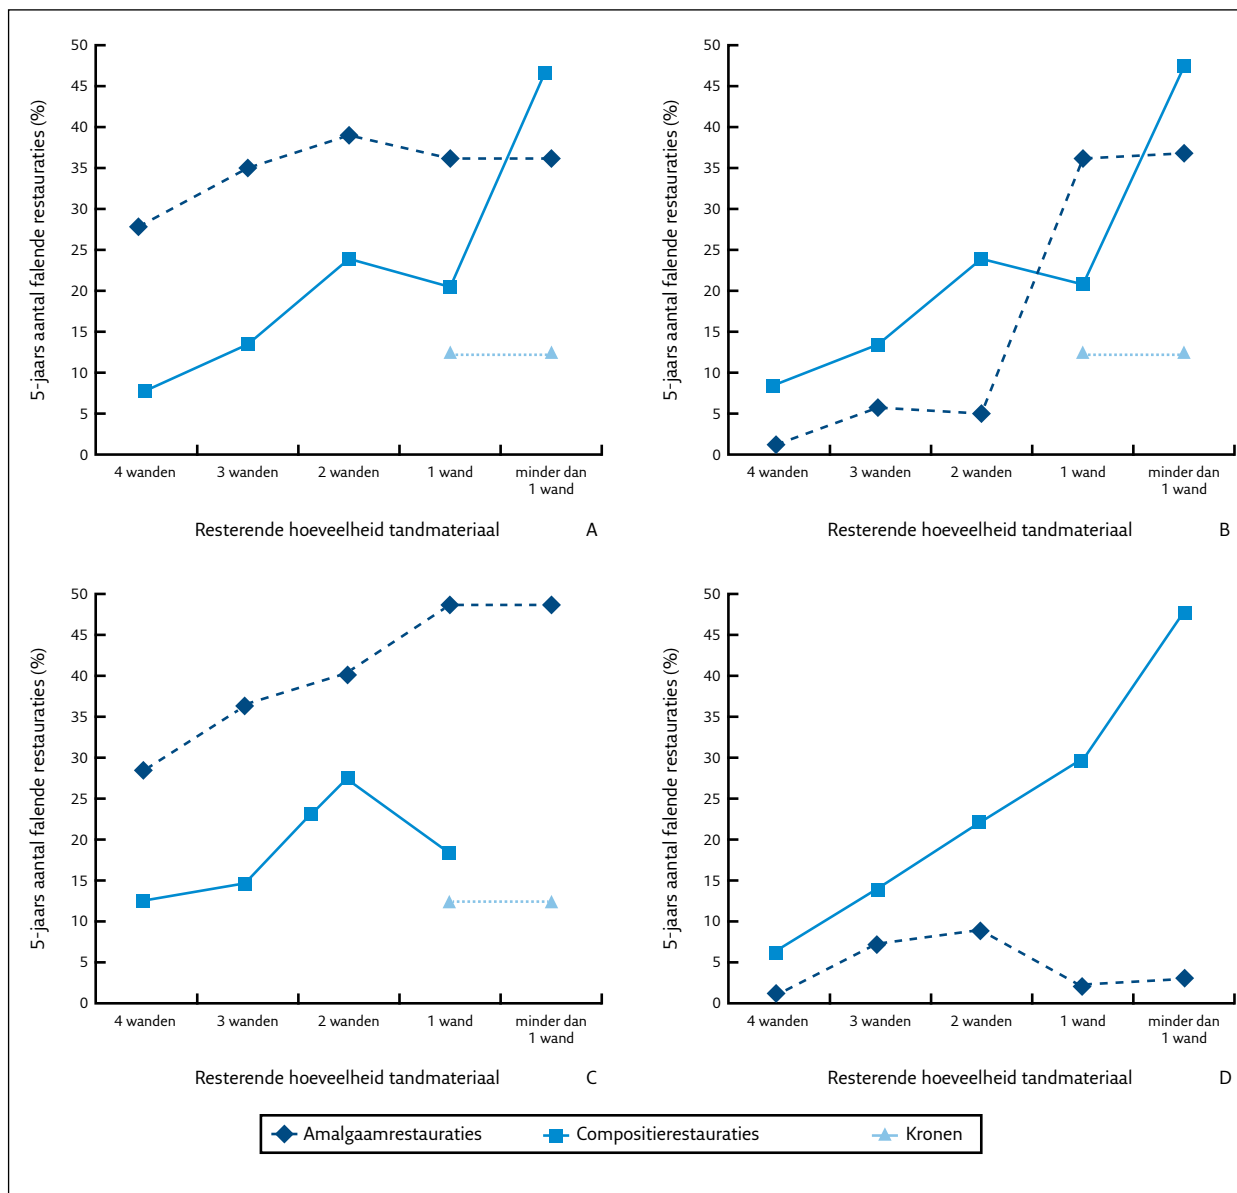 5-jaars aantal falende restauraties (%)
50
45
40
35
30
25
20
15
10
5
0
4 wanden
3 wanden
2 wanden
1 wand
minder dan
1 wand
Resterende hoeveelheid tandmateriaal
A
5-jaars aantal falende restauraties (%)
50
45
40
35
30
25
20
15
10
5
0
4 wanden
3 wanden
2 wanden
1 wand
minder dan
1 wand
Resterende hoeveelheid tandmateriaal
B
5-jaars aantal falende restauraties (%)
50
45
40
35
30
25
20
15
10
5
0
4 wanden
3 wanden
2 wanden
1 wand
minder dan
1 wand
Resterende hoeveelheid tandmateriaal
C
5-jaars aantal falende restauraties (%)
50
45
40
35
30
25
20
15
10
5
0
4 wanden
3 wanden
2 wanden
1 wand
minder dan
1 wand
Resterende hoeveelheid tandmateriaal
D
Amalgaamrestauraties
Compositierestauraties
Kronen